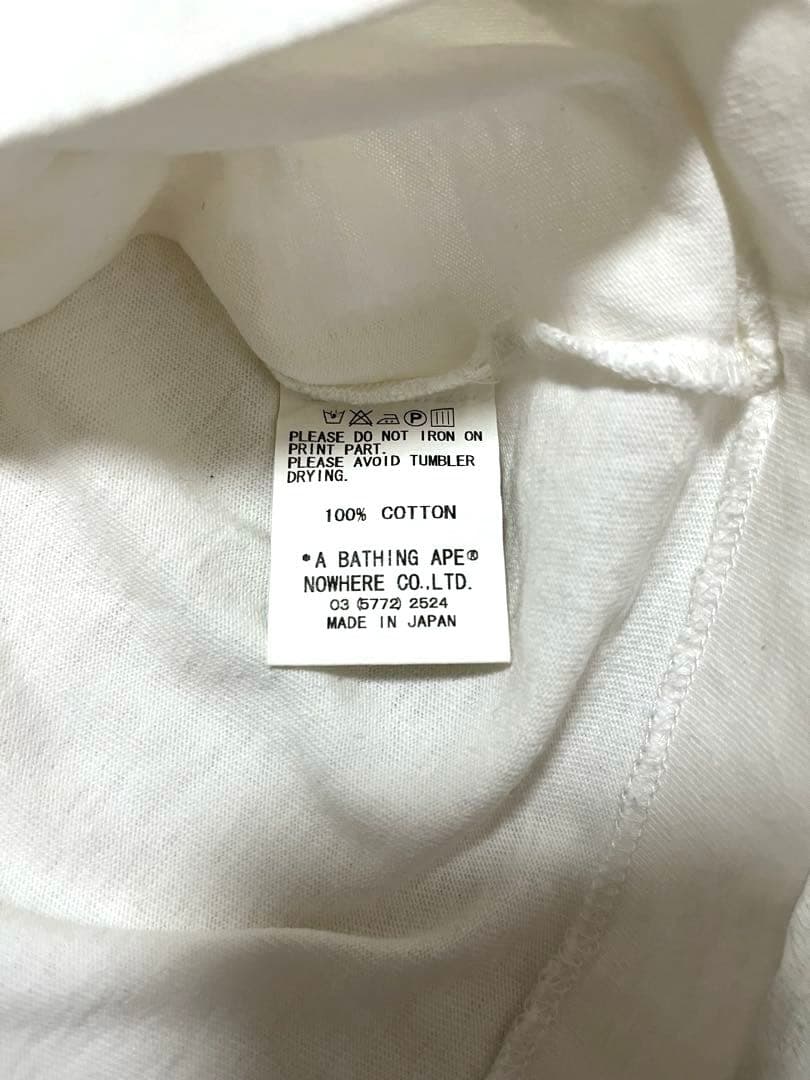 PLEASE DO NOT IRON ON
PRINT PART.
PLEASE AVOID TUMBLER
DRYING.
100% COTTON
*A BATHING APE®
NOWHERE CO.,LTD.
03 (5772) 2524
MADE IN JAPAN